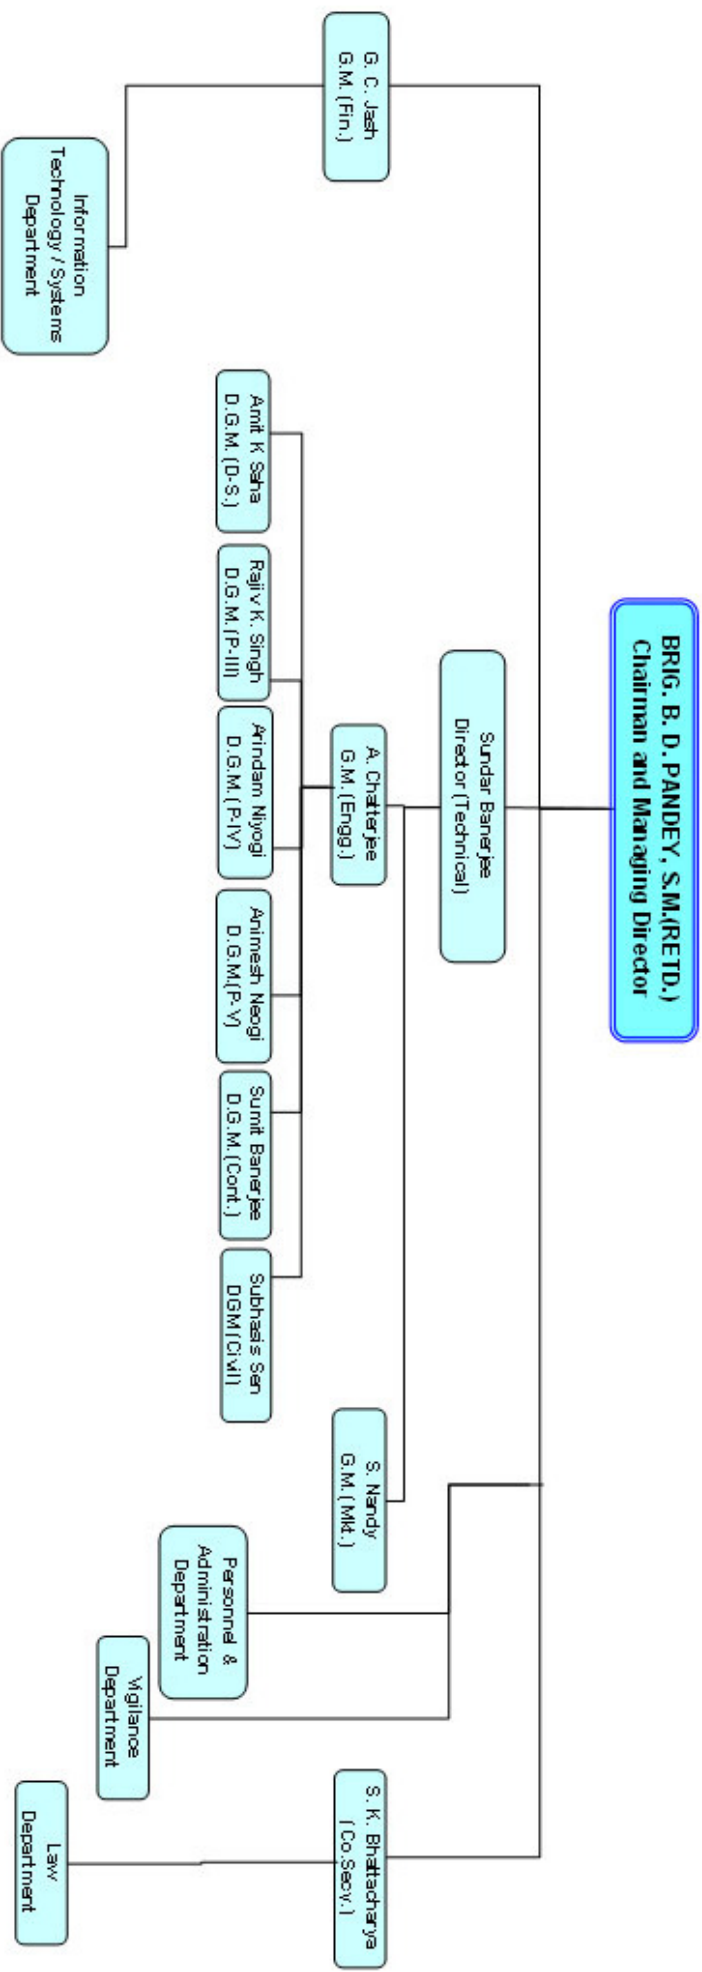 BRIG. B. D. PANDEY, S.M.(RETD.)
Chairman and Managing Director
Sundar Banerjee
Director (Technical)
G. C. Jash
G.M. (Fin.)
A. Chatterjee
G.M. (Engg.)
S. Nandy
G.M. ( Mkt. )
S. K. Bhattacharya
( Co.Secy. )
Amit K Saha
D.G.M. (D-S.)
Rajiv K. Singh
D.G.M. (P-III)
Arindam Niyogi
D.G.M. (P-IV)
Animesh Neogi
D.G.M.(P-V)
Sumit Banerjee
D.G.M. (Cont.)
Subhasis Sen
DGM (Civil)
Personnel &
Administration
Department
Vigilance
Department
Information
Technology / Systems
Department
Law
Department